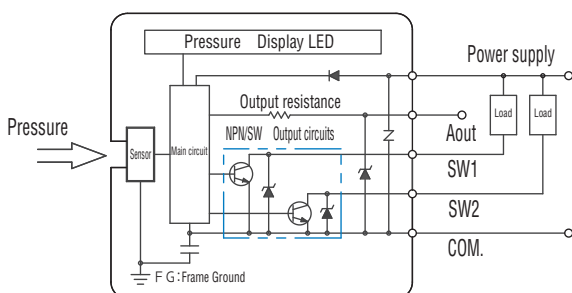 Pressure Display LED
Power supply
Output resistance
Load
Load
Pressure
NPN/SW Output circuits
Aout
Sensor
Main circuit
SW1
SW2
COM.
FG:Frame Ground